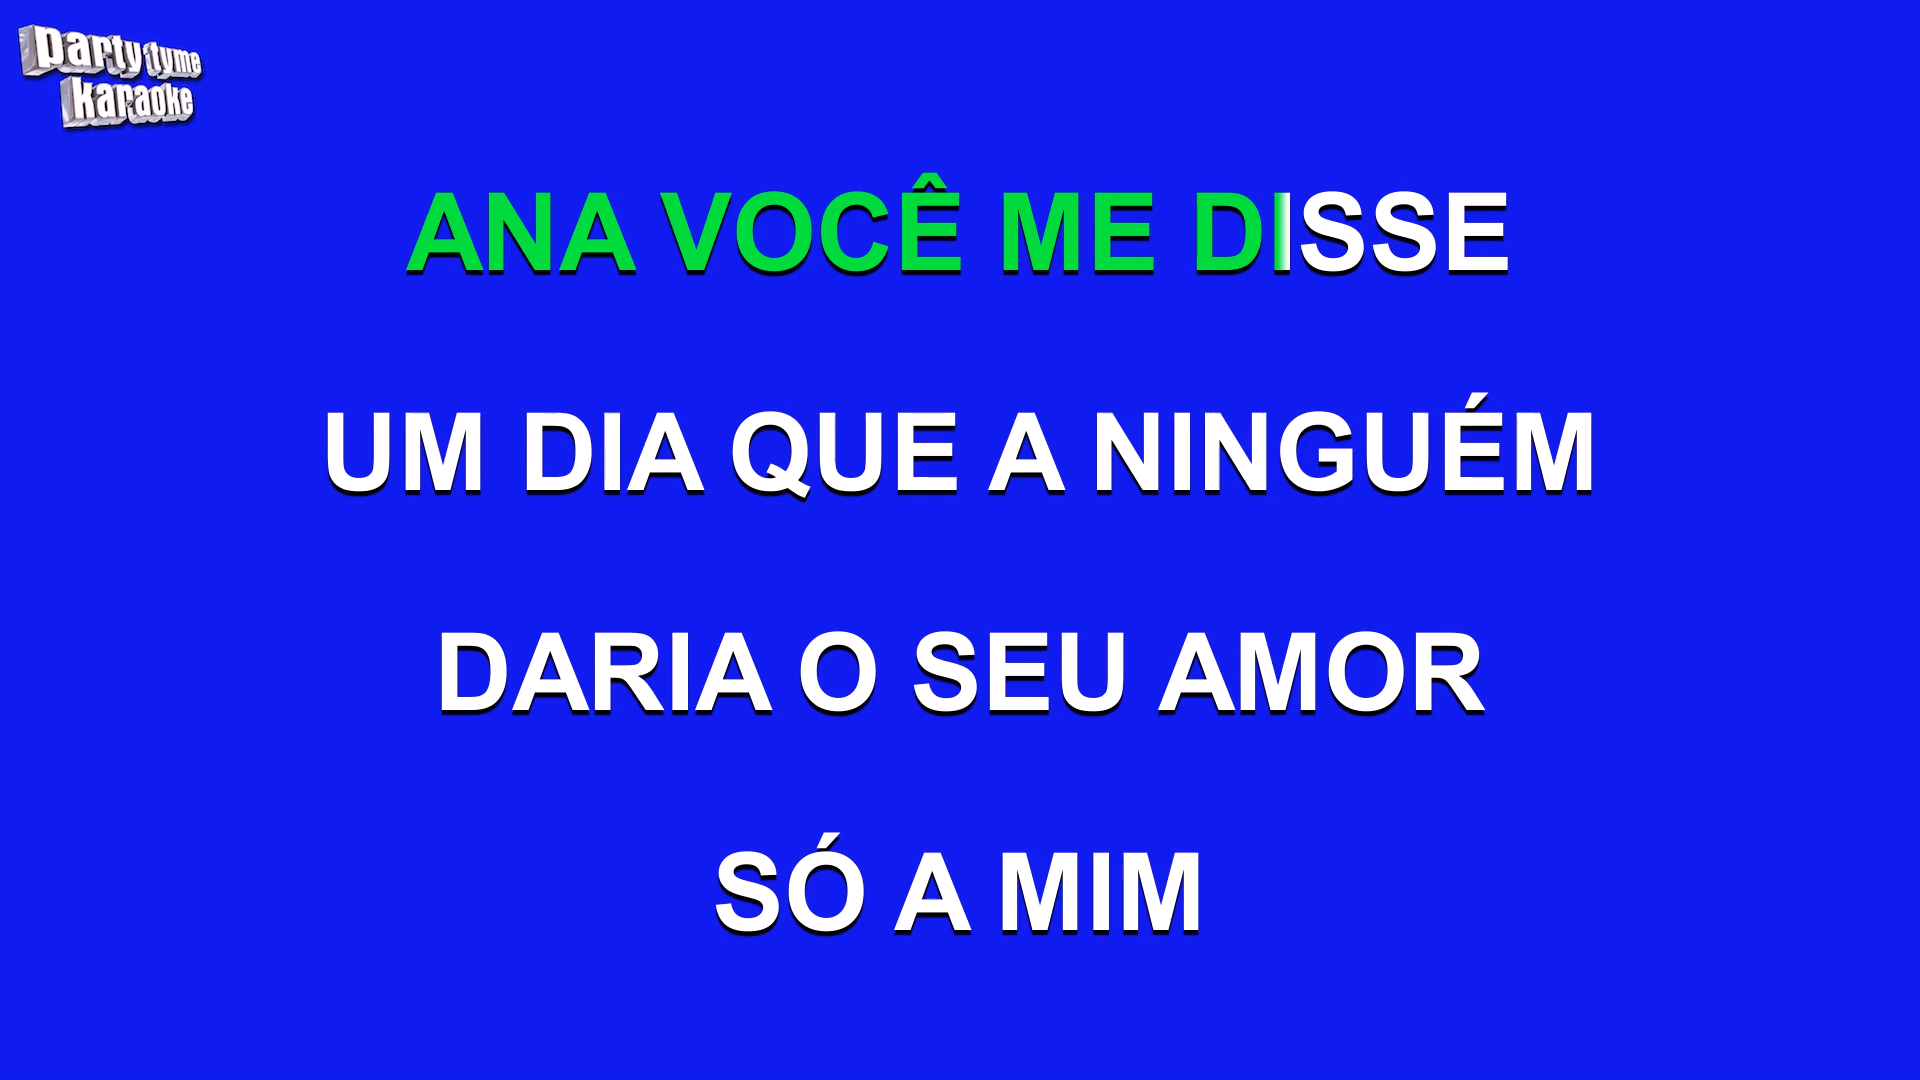 party tyme
karaoke
ANA VOCÊ ME DISSE
UM DIA QUE A NINGUÉM
DARIA O SEU AMOR
SÓ A MIM